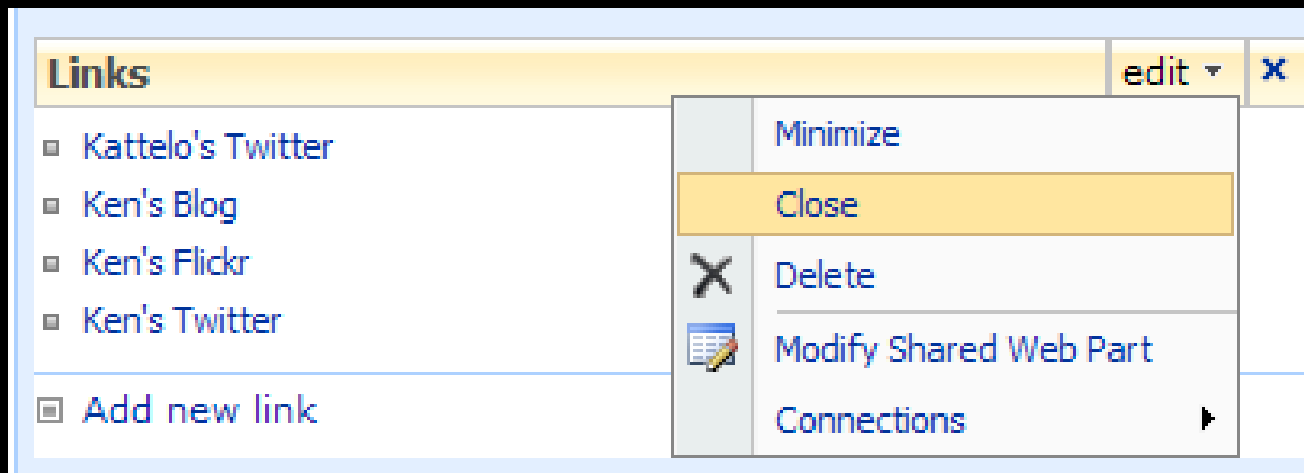 Links
edit
Kattelo's Twitter
Ken's Blog
Ken's Flickr
Ken's Twitter
Add new link
Minimize
Close
Delete
Modify Shared Web Part
Connections